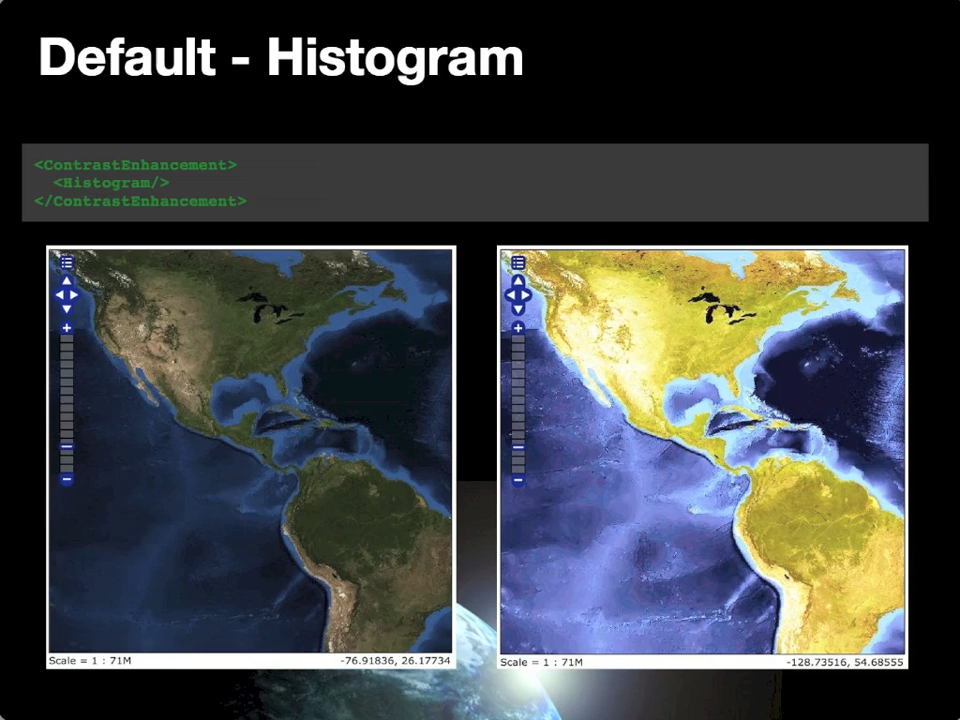 Default - Histogram
<ContrastEnhancement>
<Histogram/>
</ContrastEnhancement>
Scale = 1 : 71M
-76.91836, 26.17734
Scale = 1 : 71M
-128.73516, 54.68555